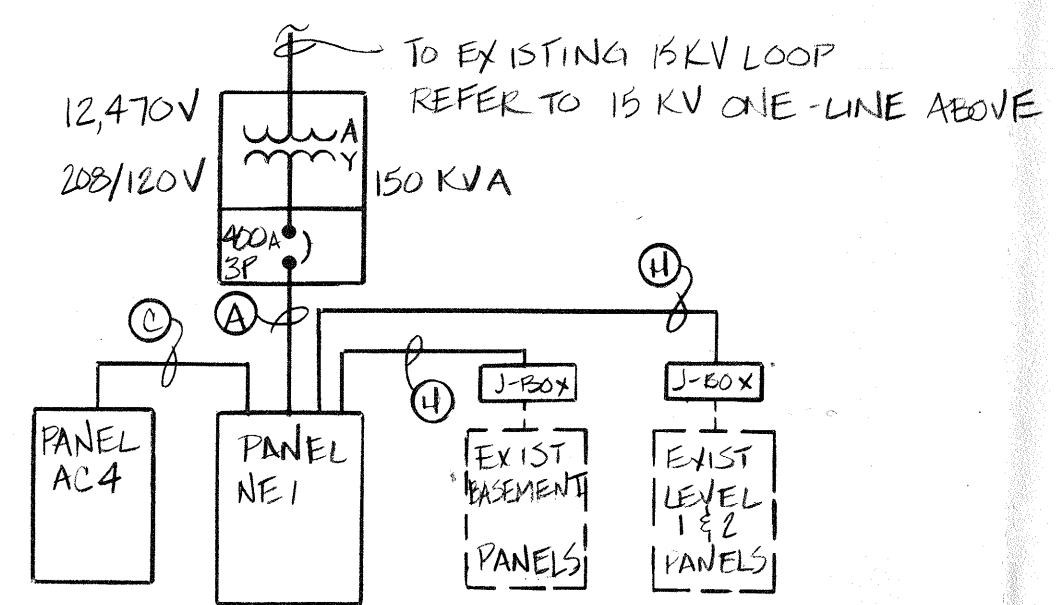 TO EXISTING 15KV LOOP
REFER TO 15 KV ONE-LINE ABOVE
12,470V
Δ
Y
208/120V
150 KVA
400A
3P
C
A
H
H
J-BOX
J-BOX
PANEL
AC4
PANEL
NE1
EXIST
BASEMENT
PANELS
EXIST
LEVEL
1 & 2
PANELS